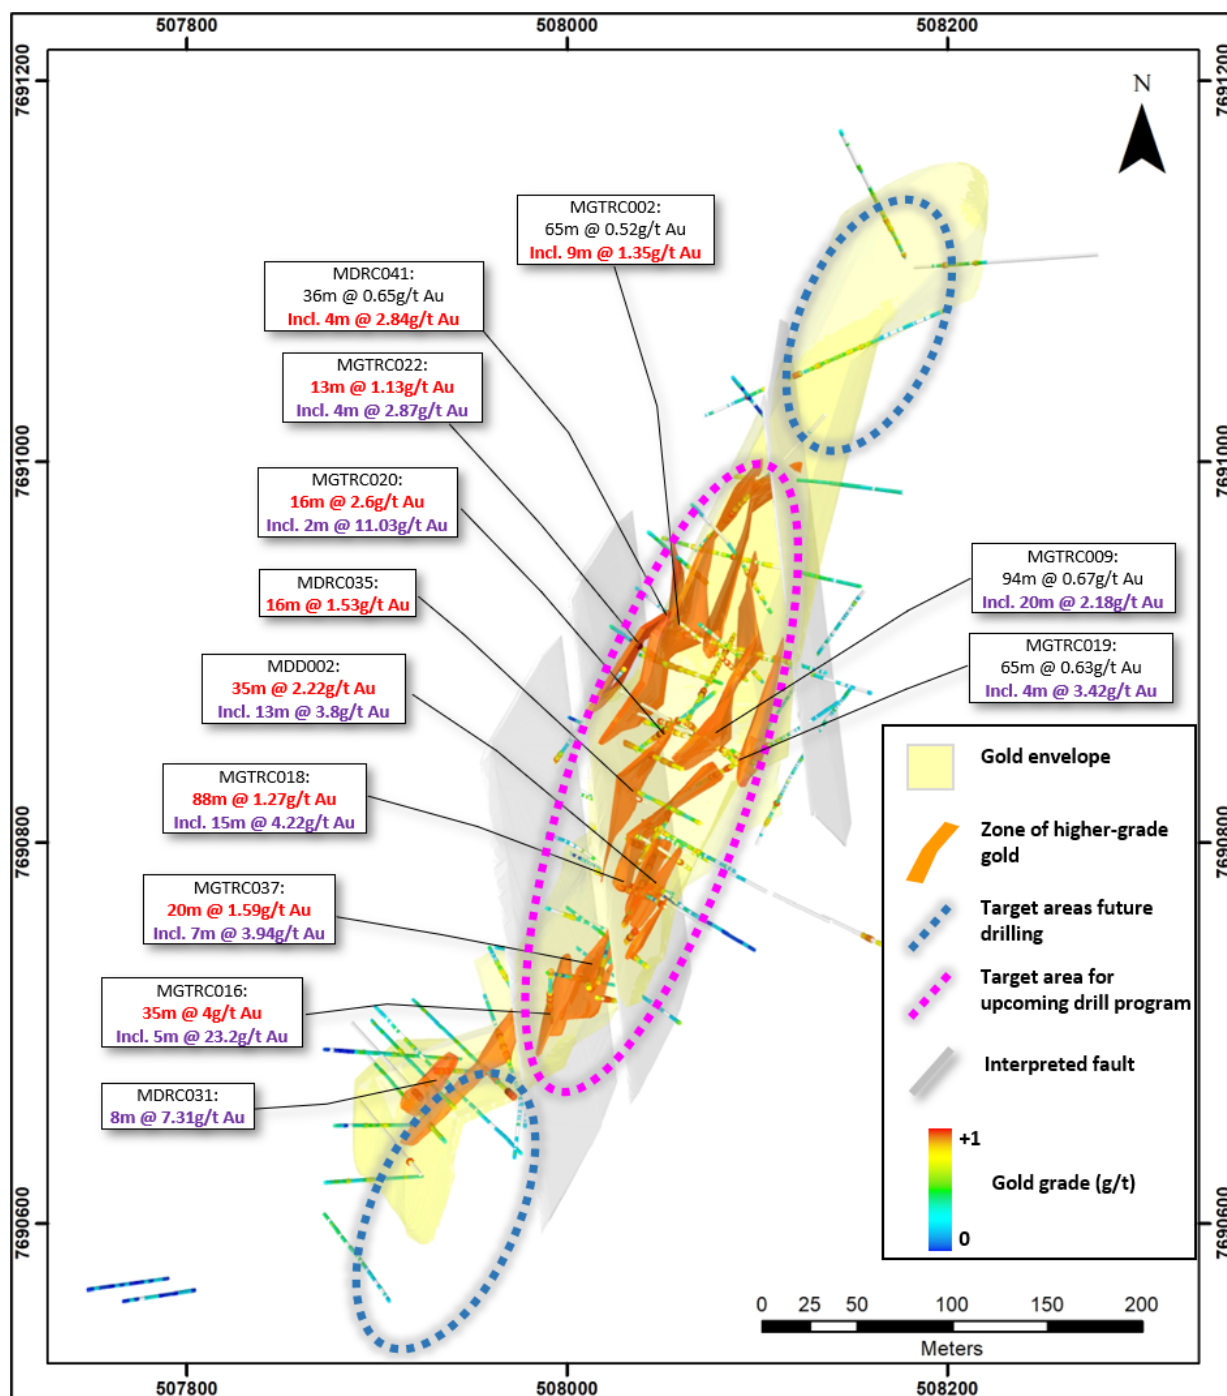 507800 508000 508200
7691200
7691200
N
MGTRC002:
65m @ 0.52g/t Au
Incl. 9m @ 1.35g/t Au
MDRC041:
36m @ 0.65g/t Au
Incl. 4m @ 2.84g/t Au
MGTRC022:
13m @ 1.13g/t Au
Incl. 4m @ 2.87g/t Au
7691000
7691000
MGTRC020:
16m @ 2.6g/t Au
Incl. 2m @ 11.03g/t Au
MDRC035:
16m @ 1.53g/t Au
MGTRC009:
94m @ 0.67g/t Au
Incl. 20m @ 2.18g/t Au
MGTRC019:
65m @ 0.63g/t Au
Incl. 4m @ 3.42g/t Au
MDD002:
35m @ 2.22g/t Au
Incl. 13m @ 3.8g/t Au
MGTRC018:
88m @ 1.27g/t Au
Incl. 15m @ 4.22g/t Au
7690800
7690800
MGTRC037:
20m @ 1.59g/t Au
Incl. 7m @ 3.94g/t Au
MGTRC016:
35m @ 4g/t Au
Incl. 5m @ 23.2g/t Au
MDRC031:
8m @ 7.31g/t Au
7690600
7690600
Gold envelope
Zone of higher-grade
gold
Target areas future
drilling
Target area for
upcoming drill program
Interpreted fault
+1
Gold grade (g/t)
0
0 25 50 100 150 200
Meters
507800 508000 508200